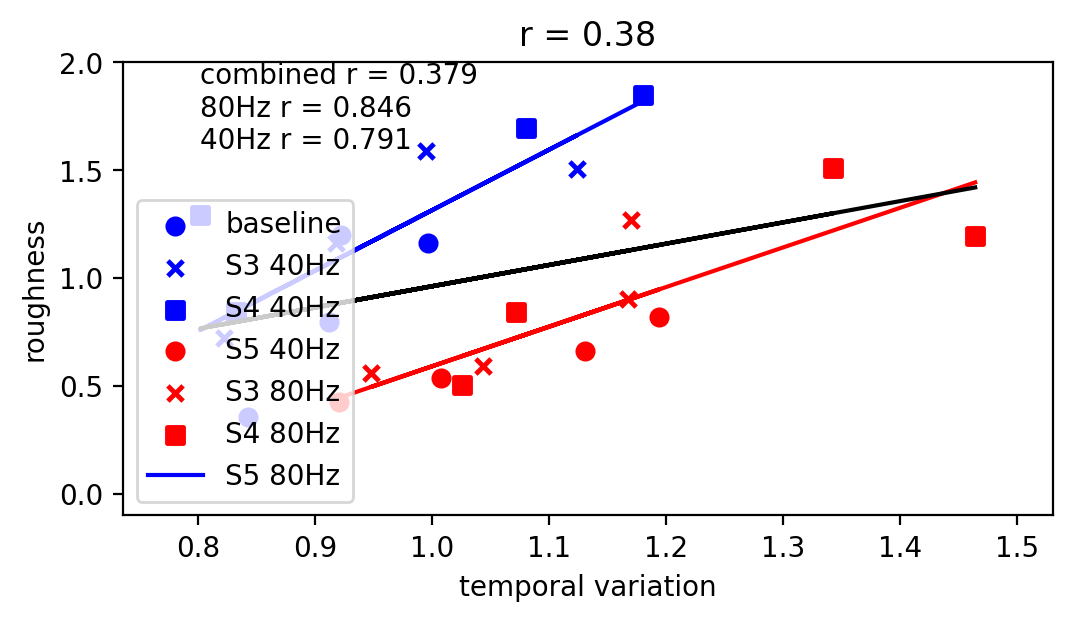 r = 0.38
combined r = 0.379
80Hz r = 0.846
40Hz r = 0.791
baseline
S3 40Hz
S4 40Hz
S5 40Hz
S3 80Hz
S4 80Hz
S5 80Hz
roughness
2.0
1.5
1.0
0.5
0.0
0.8 0.9 1.0 1.1 1.2 1.3 1.4 1.5
temporal variation